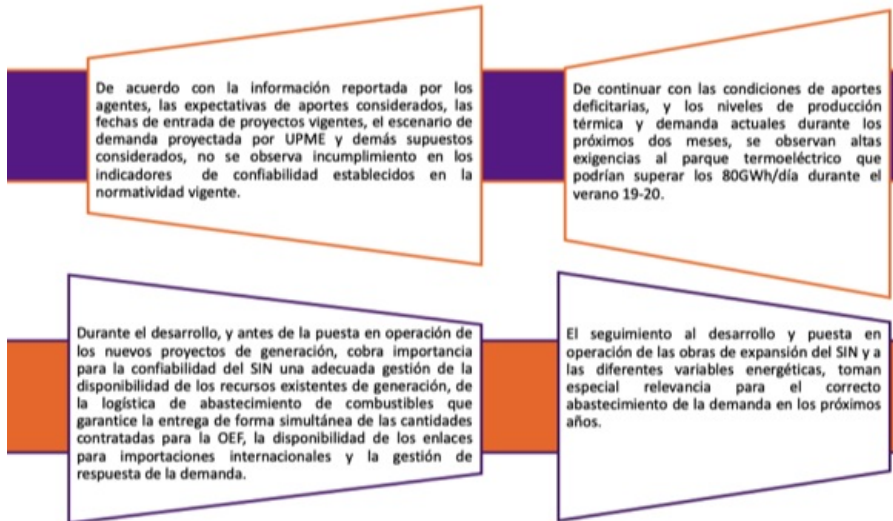 De acuerdo con la información reportada por los
agentes, las expectativas de aportes considerados, las
fechas de entrada de proyectos vigentes, el escenario de
demanda proyectada por UPME y demás supuestos
considerados, no se observa incumplimiento en los
indicadores de confiabilidad establecidos en la
normatividad vigente.
De continuar con las condiciones de aportes
deficitarias, y los niveles de producción
térmica y demanda actuales durante los
próximos dos meses, se observan altas
exigencias al parque termoeléctrico que
podrían superar los 80GWh/día durante el
verano 19-20.
Durante el desarrollo, y antes de la puesta en operación de
los nuevos proyectos de generación, cobra importancia
para la confiabilidad del SIN una adecuada gestión de la
disponibilidad de los recursos existentes de generación, de
la logística de abastecimiento de combustibles que
garantice la entrega de forma simultánea de las cantidades
contratadas para la OEF, la disponibilidad de los enlaces
para importaciones internacionales y la gestión de
respuesta de la demanda.
El seguimiento al desarrollo y puesta en
operación de las obras de expansión del SIN y a
las diferentes variables energéticas, toman
especial relevancia para el correcto
abastecimiento de la demanda en los próximos
años.